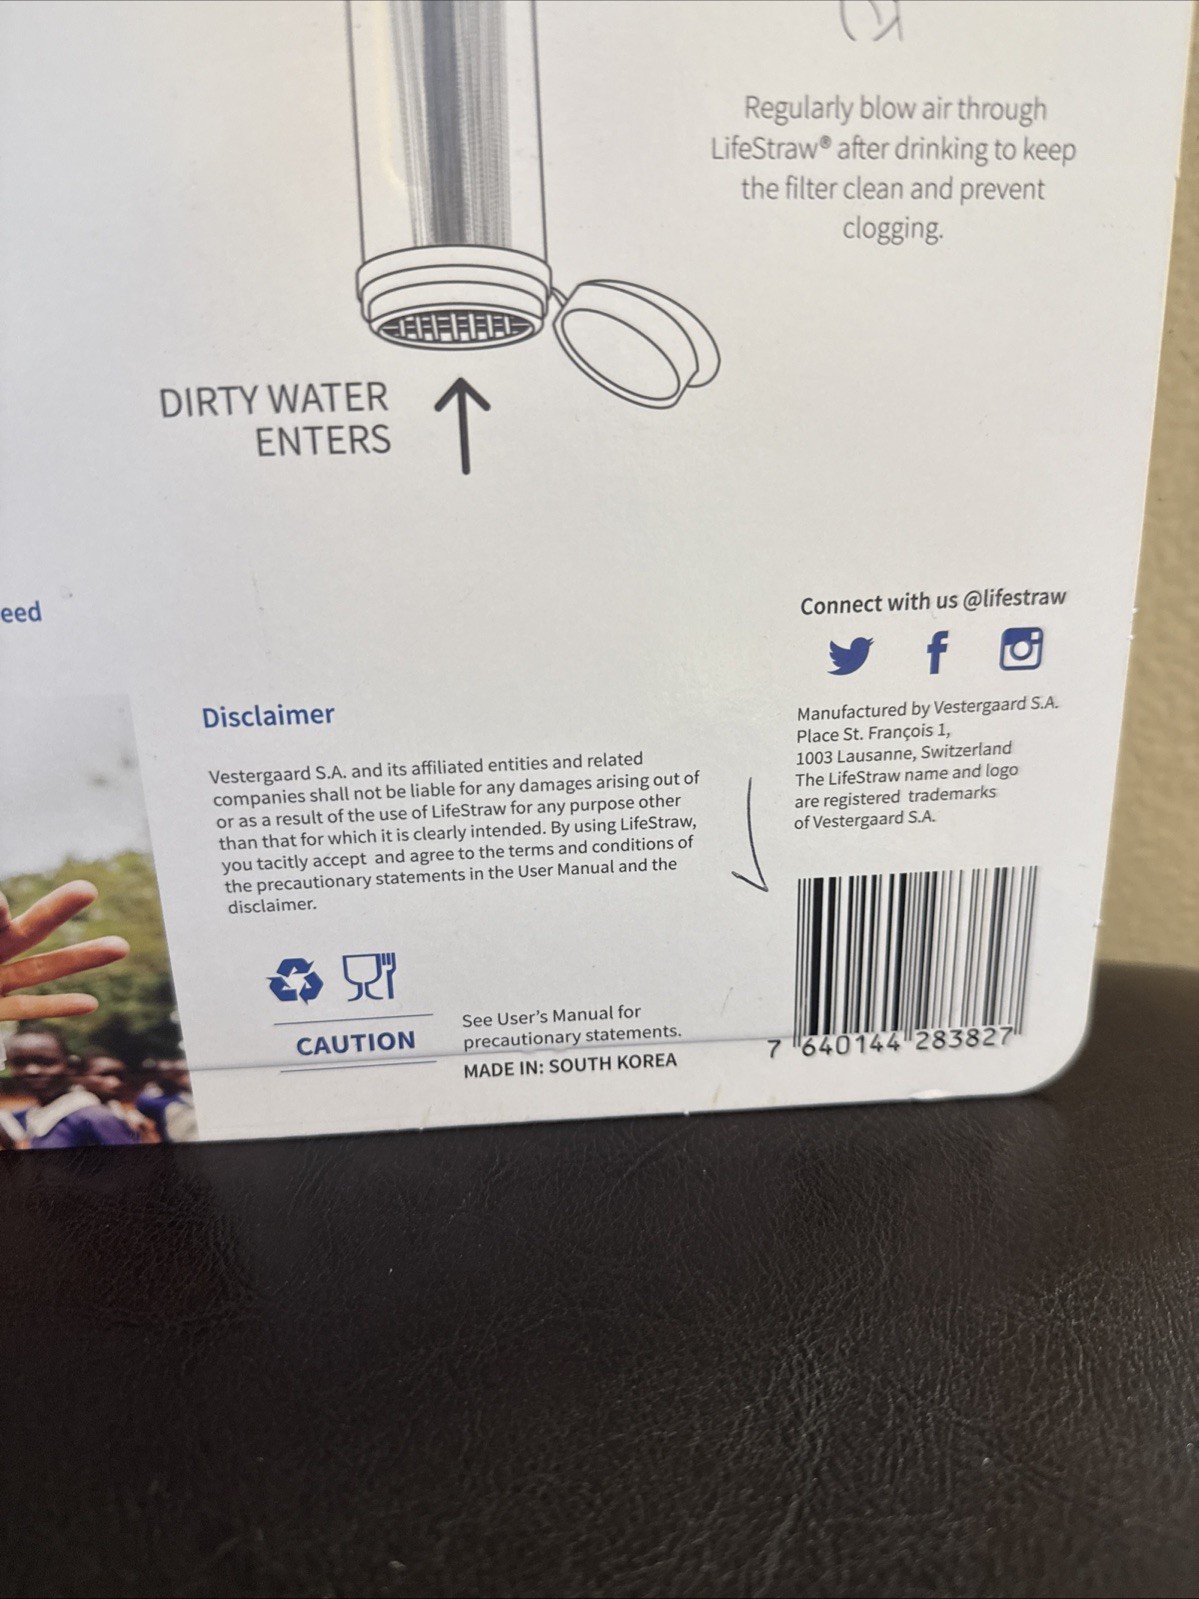 Regularly blow air through
LifeStraw® after drinking to keep
the filter clean and prevent
clogging.
DIRTY WATER
ENTERS
eed
Connect with us @lifestraw
Disclaimer
Vestergaard S.A. and its affiliated entities and related
companies shall not be liable for any damages arising out of
or as a result of the use of LifeStraw for any purpose other
than that for which it is clearly intended. By using LifeStraw,
you tacitly accept and agree to the terms and conditions of
the precautionary statements in the User Manual and the
disclaimer.
Manufactured by Vestergaard S.A.
Place St. François 1,
1003 Lausanne, Switzerland
The LifeStraw name and logo
are registered trademarks
of Vestergaard S.A.
CAUTION
See User's Manual for
precautionary statements.
MADE IN: SOUTH KOREA
7 640144 283827